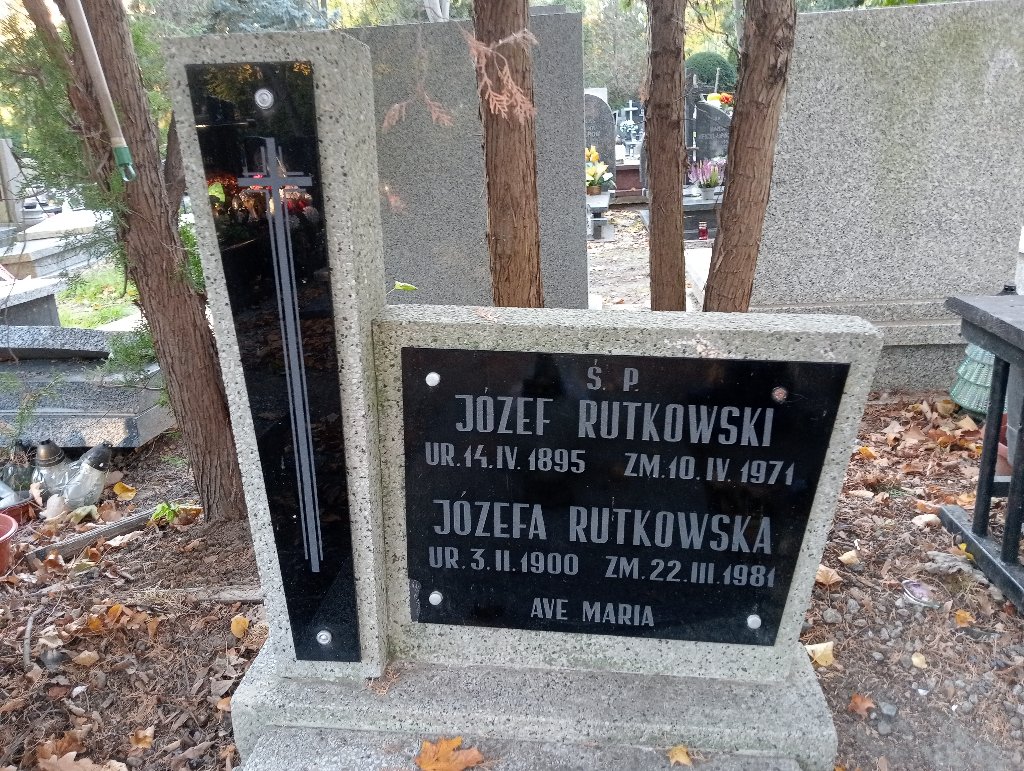 Ś. P.
JÓZEF RUTKOWSKI
UR. 14. IV. 1895 ZM. 10. IV. 1971
JÓZEFA RUTKOWSKA
UR. 3. II. 1900 ZM. 22. III. 1981
AVE MARIA